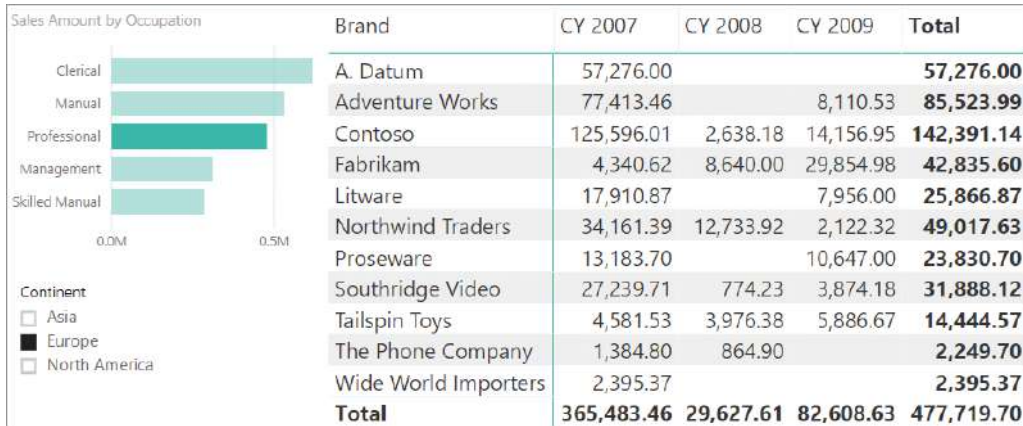 Sales Amount by Occupation
Clerical
Manual
Professional
Management
Skilled Manual
0.0M 0.5M
Continent
Asia
Europe
North America
Brand CY 2007 CY 2008 CY 2009 Total
A. Datum 57,276.00 57,276.00
Adventure Works 77,413.46 8,110.53 85,523.99
Contoso 125,596.01 2,638.18 14,156.95 142,391.14
Fabrikam 4,340.62 8,640.00 29,854.98 42,835.60
Litware 17,910.87 7,956.00 25,866.87
Northwind Traders 34,161.39 12,733.92 2,122.32 49,017.63
Proseware 13,183.70 10,647.00 23,830.70
Southridge Video 27,239.71 774.23 3,874.18 31,888.12
Tailspin Toys 4,581.53 3,976.38 5,886.67 14,444.57
The Phone Company 1,384.80 864.90 2,249.70
Wide World Importers 2,395.37 2,395.37
Total 365,483.46 29,627.61 82,608.63 477,719.70